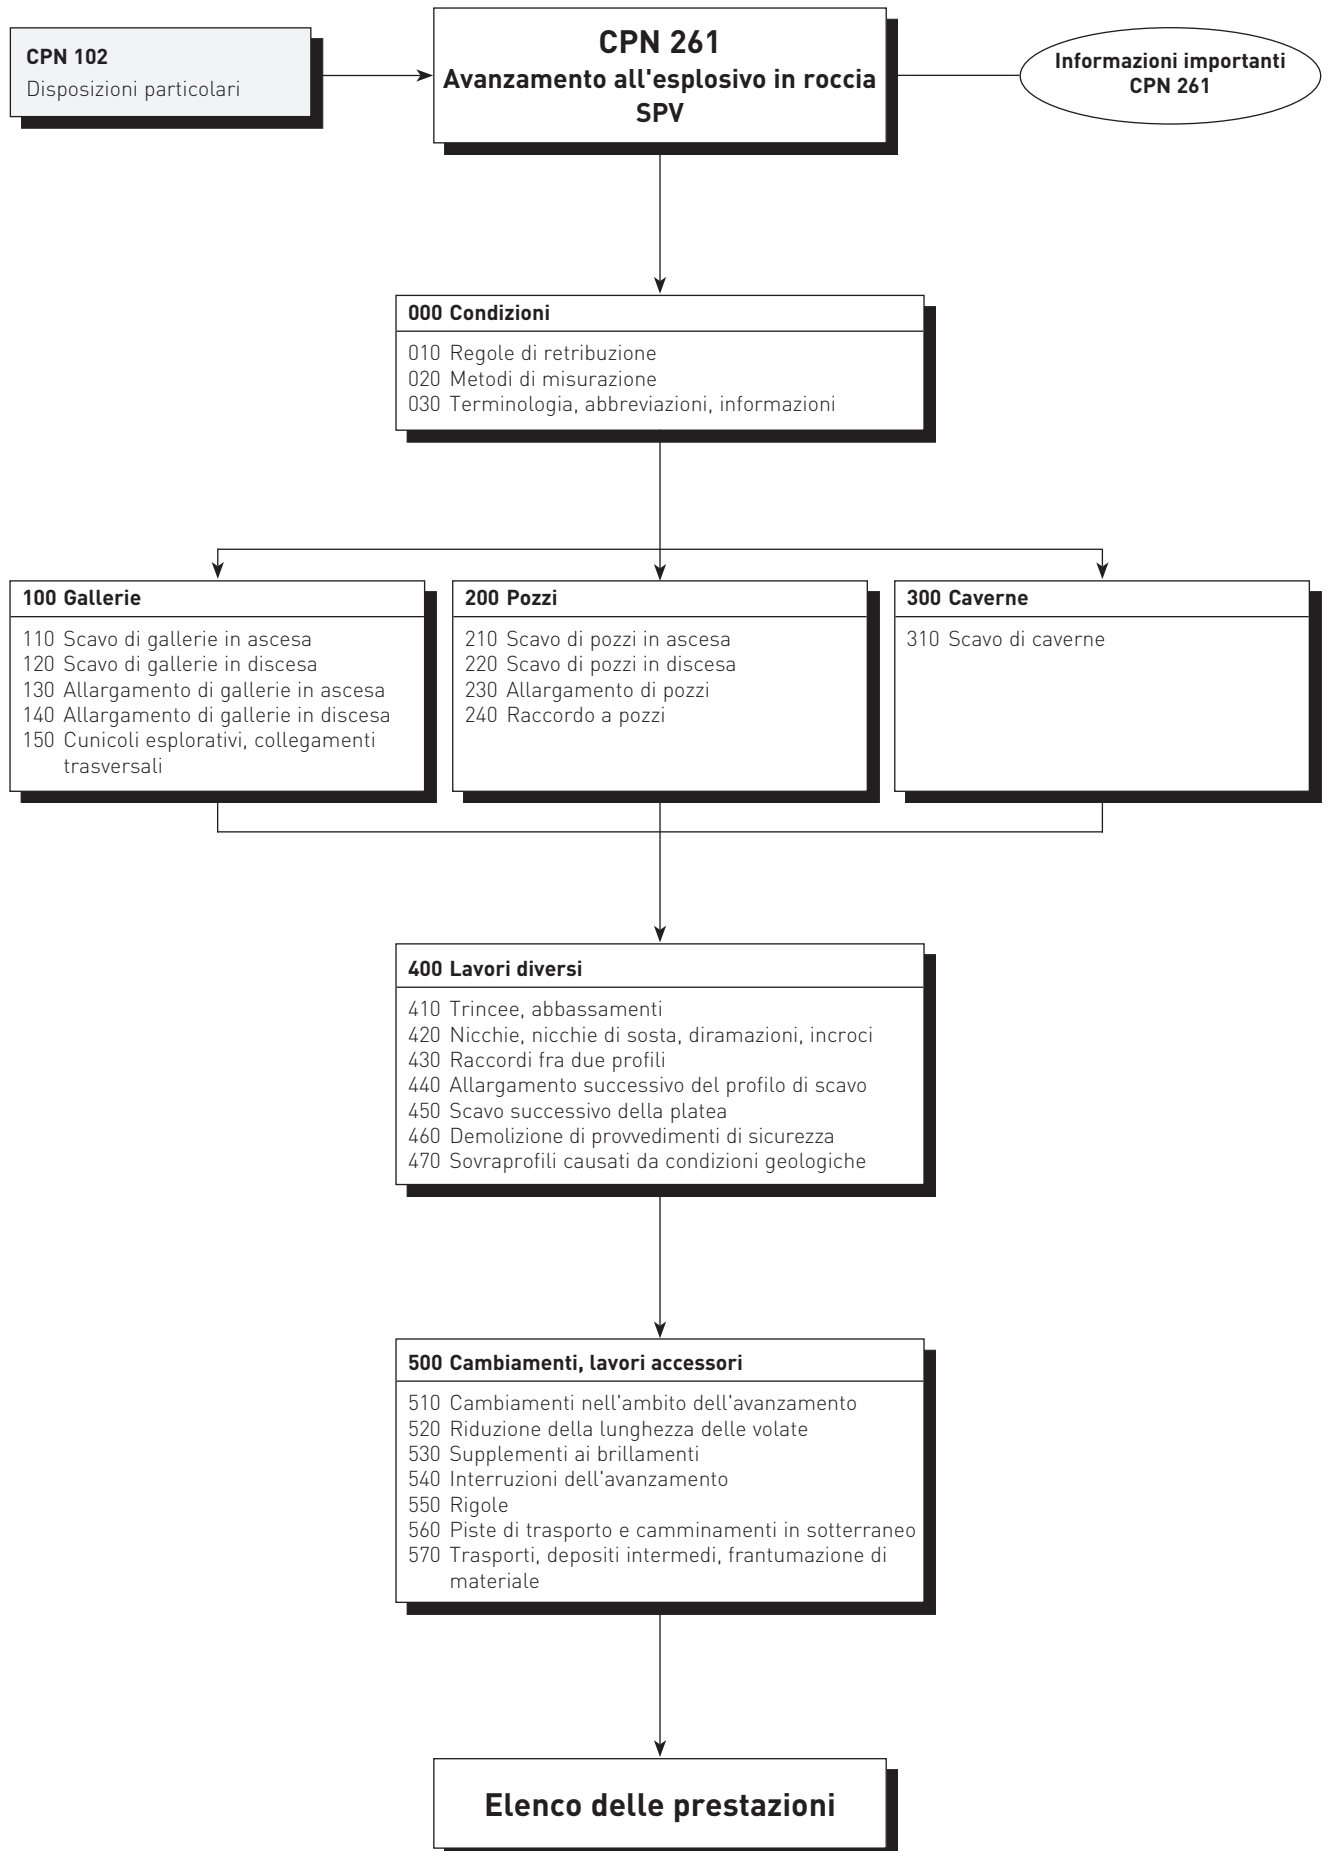 CPN 102
Disposizioni particolari
CPN 261
Avanzamento all'esplosivo in roccia
SPV
Informazioni importanti
CPN 261
000 Condizioni
010 Regole di retribuzione
020 Metodi di misurazione
030 Terminologia, abbreviazioni, informazioni
100 Gallerie
110 Scavo di gallerie in ascesa
120 Scavo di gallerie in discesa
130 Allargamento di gallerie in ascesa
140 Allargamento di gallerie in discesa
150 Cunicoli esplorativi, collegamenti
trasversali
200 Pozzi
210 Scavo di pozzi in ascesa
220 Scavo di pozzi in discesa
230 Allargamento di pozzi
240 Raccordo a pozzi
300 Caverne
310 Scavo di caverne
400 Lavori diversi
410 Trincee, abbassamenti
420 Nicchie, nicchie di sosta, diramazioni, incroci
430 Raccordi fra due profili
440 Allargamento successivo del profilo di scavo
450 Scavo successivo della platea
460 Demolizione di provvedimenti di sicurezza
470 Sovraprofili causati da condizioni geologiche
500 Cambiamenti, lavori accessori
510 Cambiamenti nell'ambito dell'avanzamento
520 Riduzione della lunghezza delle volate
530 Supplementi ai brillamenti
540 Interruzioni dell'avanzamento
550 Rigole
560 Piste di trasporto e camminamenti in sotterraneo
570 Trasporti, depositi intermedi, frantumazione di
materiale
Elenco delle prestazioni